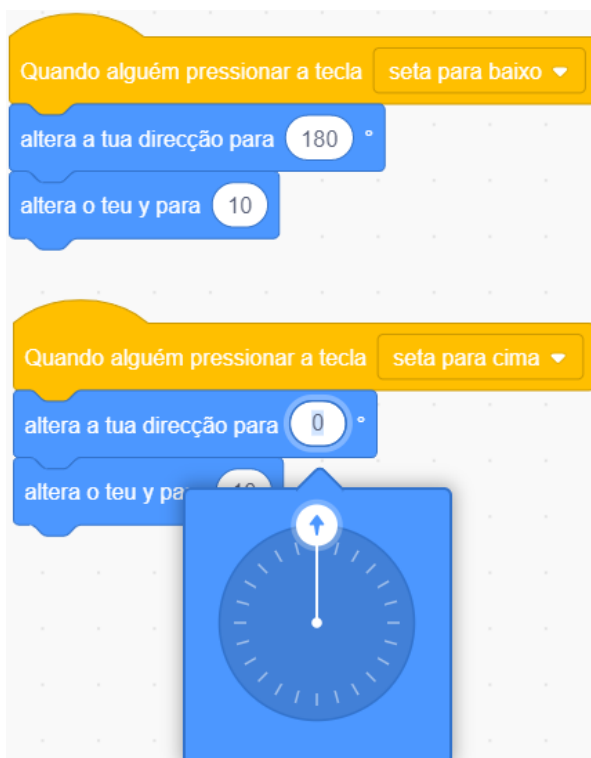 Quando alguém pressionar a tecla seta para baixo
altera a tua direcção para 180 °
altera o teu y para 10
Quando alguém pressionar a tecla seta para cima
altera a tua direcção para 0 °
altera o teu y